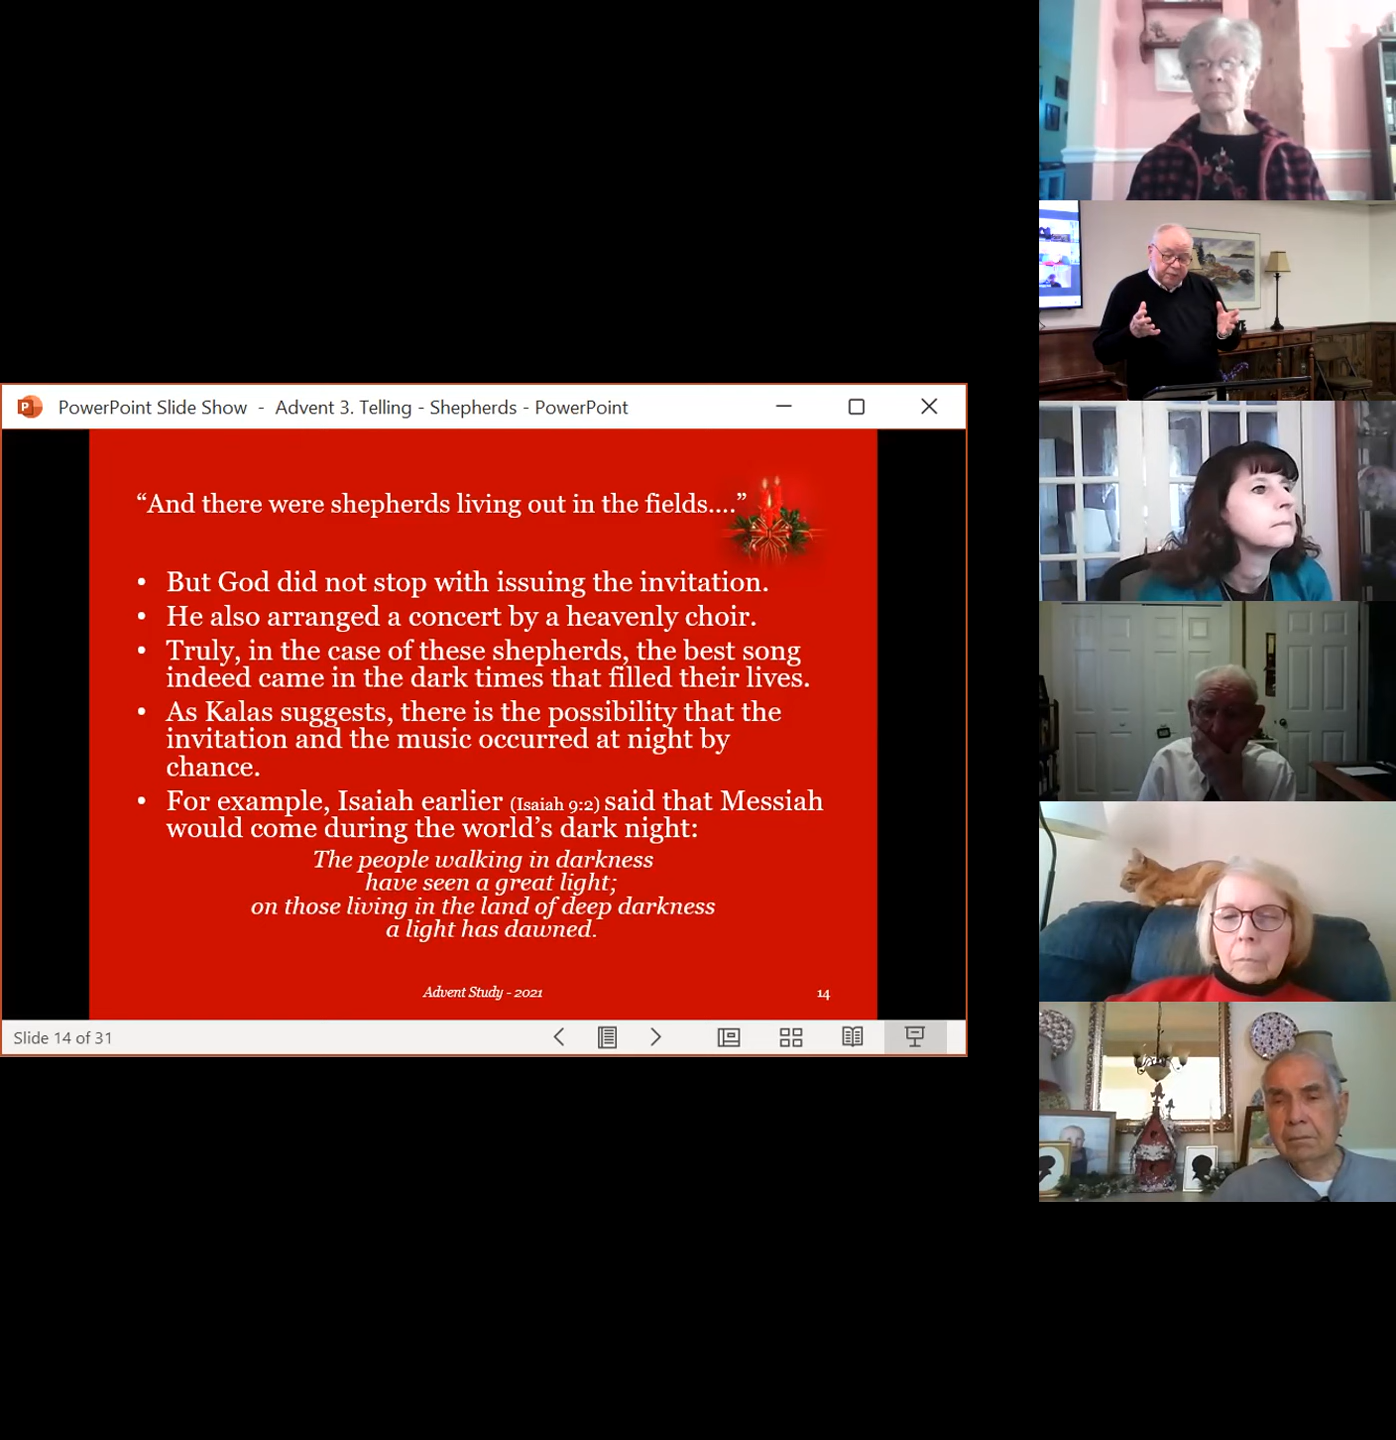 PowerPoint Slide Show - Advent 3. Telling - Shepherds - PowerPoint
“And there were shepherds living out in the fields....”
• But God did not stop with issuing the invitation.
• He also arranged a concert by a heavenly choir.
• Truly, in the case of these shepherds, the best song
indeed came in the dark times that filled their lives.
• As Kalas suggests, there is the possibility that the
invitation and the music occurred at night by
chance.
• For example, Isaiah earlier (Isaiah 9:2) said that Messiah
would come during the world’s dark night:
The people walking in darkness
have seen a great light;
on those living in the land of deep darkness
a light has dawned.
Advent Study - 2021
14
Slide 14 of 31